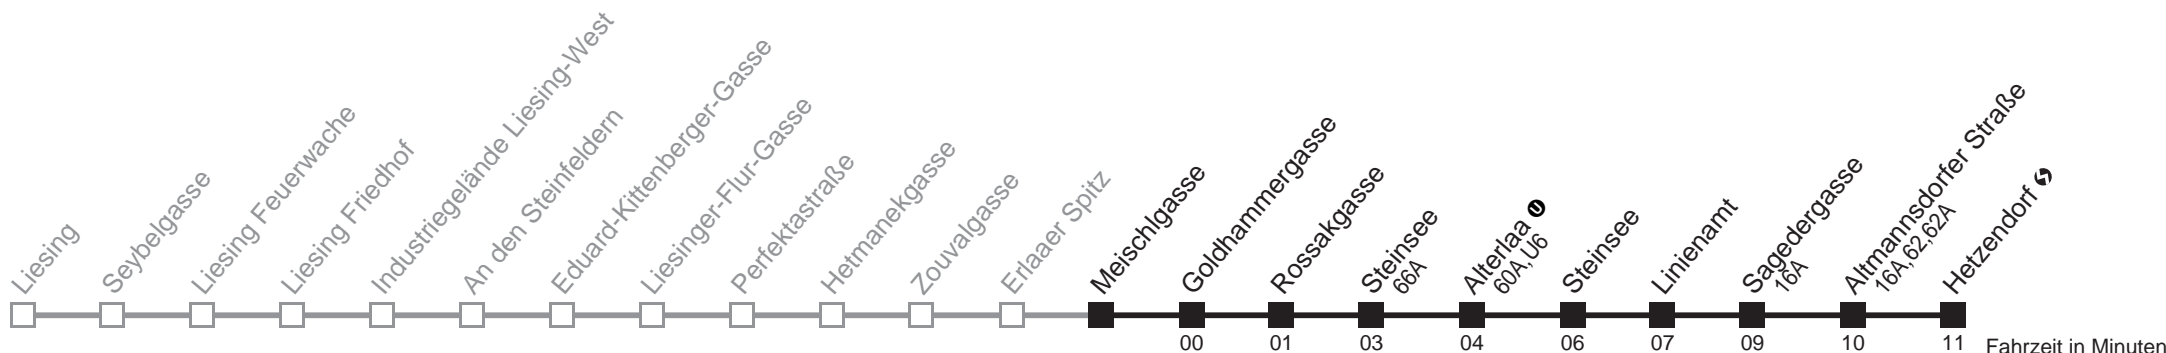 Liesing
Seybelgasse
Liesing Feuerwache
Liesing Friedhof
Industriegelände Liesing-West
An den Steinfeldern
Eduard-Kittenberger-Gasse
Liesinger-Flur-Gasse
Perfektastraße
Hetmanekgasse
Zouvalgasse
Erlaaer Spitz
Meischlgasse
Goldhammergasse
Rossakgasse
Steinsee
66A
Alterlaa U
60A,U6
Steinsee
Linienamt
Sagedergasse
16A
Altmannsdorfer Straße
16A,62,62A
Hetzendorf
00 01 03 04 06 07 09 10 11 Fahrzeit in Minuten